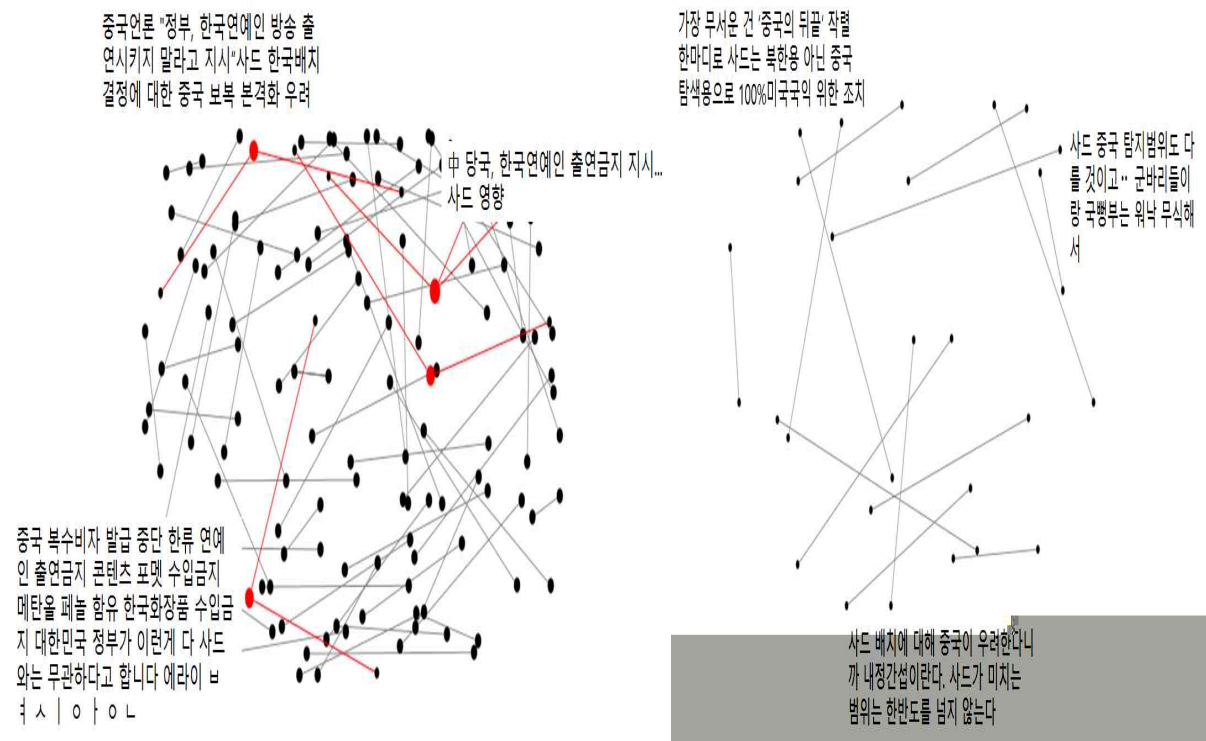 중국언론 "정부, 한국연예인 방송 출
연시키지 말라고 지시"사드 한국배치
결정에 대한 중국 보복 본격화 우려
中 당국, 한국연예인 출연금지 지시...
사드 영향
중국 복수비자 발급 중단 한류 연예
인 출연금지 콘텐츠 포멧 수입금지
메탄올 페놀 함유 한국화장품 수입금
지 대한민국 정부가 이런게 다 사드
와는 무관하다고 합니다 에라이 ㅂ
ㅕㅅㅣㅇㅏㅇㄴ
가장 무서운 건 '중국의 뒤끝' 작렬
한마디로 사드는 북한용 아닌 중국
탐색용으로 100%미국국익 위한 조치
사드 중국 탐지범위도 다
를 것이고·· 군바리들이
랑 국뻥부는 워낙 무식해
서
사드 배치에 대해 중국이 우려한다니
까 내정간섭이란다. 사드가 미치는
범위는 한반도를 넘지 않는다